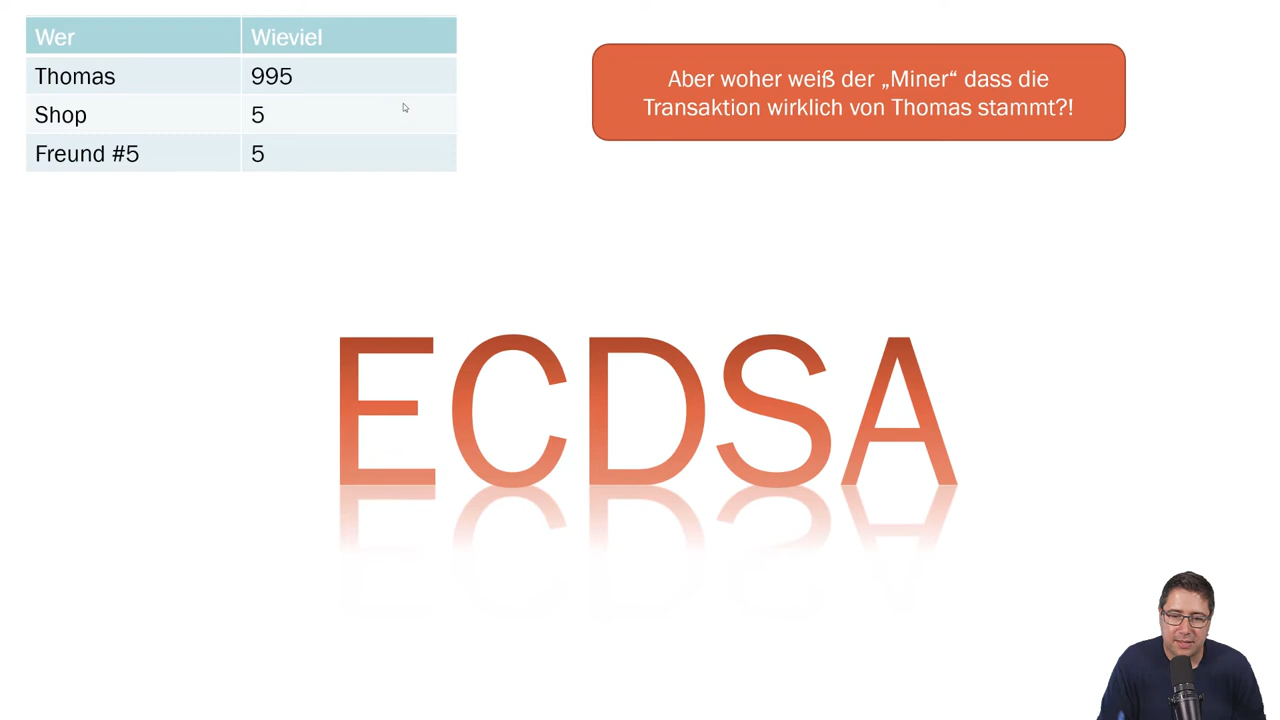 Wer Wieviel
Thomas 995
Shop 5
Freund #5 5
Aber woher weiß der „Miner“ dass die
Transaktion wirklich von Thomas stammt?!
ECDSA